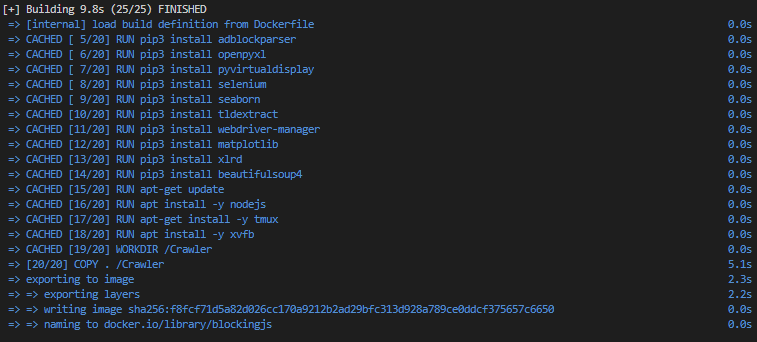 [+] Building 9.8s (25/25) FINISHED
=> [internal] load build definition from Dockerfile 0.0s
=> CACHED [ 5/20] RUN pip3 install adblockparser 0.0s
=> CACHED [ 6/20] RUN pip3 install openpyxl 0.0s
=> CACHED [ 7/20] RUN pip3 install pyvirtualdisplay 0.0s
=> CACHED [ 8/20] RUN pip3 install selenium 0.0s
=> CACHED [ 9/20] RUN pip3 install seaborn 0.0s
=> CACHED [10/20] RUN pip3 install tldextract 0.0s
=> CACHED [11/20] RUN pip3 install webdriver-manager 0.0s
=> CACHED [12/20] RUN pip3 install matplotlib 0.0s
=> CACHED [13/20] RUN pip3 install xlrd 0.0s
=> CACHED [14/20] RUN pip3 install beautifulsoup4 0.0s
=> CACHED [15/20] RUN apt-get update 0.0s
=> CACHED [16/20] RUN apt install -y nodejs 0.0s
=> CACHED [17/20] RUN apt-get install -y tmux 0.0s
=> CACHED [18/20] RUN apt install -y xvfb 0.0s
=> CACHED [19/20] WORKDIR /Crawler 0.0s
=> [20/20] COPY . /Crawler 5.1s
=> exporting to image 2.3s
=> => exporting layers 2.2s
=> => writing image sha256:f8fcf71d5a82d026cc170a9212b2ad29bfc313d928a789ce0ddcf375657c6650 0.0s
=> => naming to docker.io/library/blockingjs 0.0s